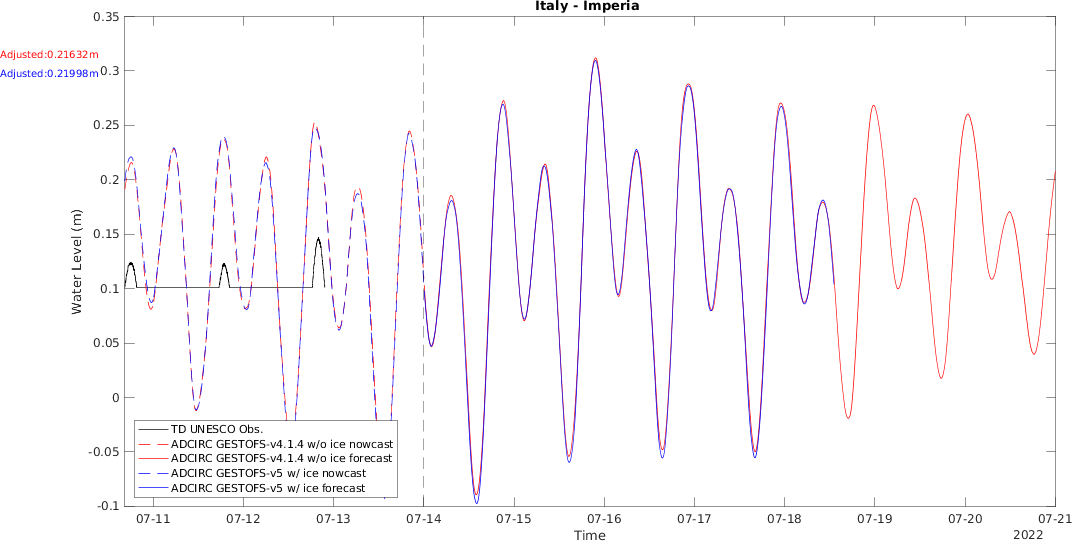 Italy - Imperia
Adjusted:0.21632m
Adjusted:0.21998m
0.35
0.3
0.25
0.2
0.15
0.1
0.05
0
-0.05
-0.1
Water Level (m)
TD UNESCO Obs.
ADCIRC GESTOFS-v4.1.4 w/o ice nowcast
ADCIRC GESTOFS-v4.1.4 w/o ice forecast
ADCIRC GESTOFS-v5 w/ ice nowcast
ADCIRC GESTOFS-v5 w/ ice forecast
07-11 07-12 07-13 07-14 07-15 07-16 07-17 07-18 07-19 07-20 07-21
Time
2022